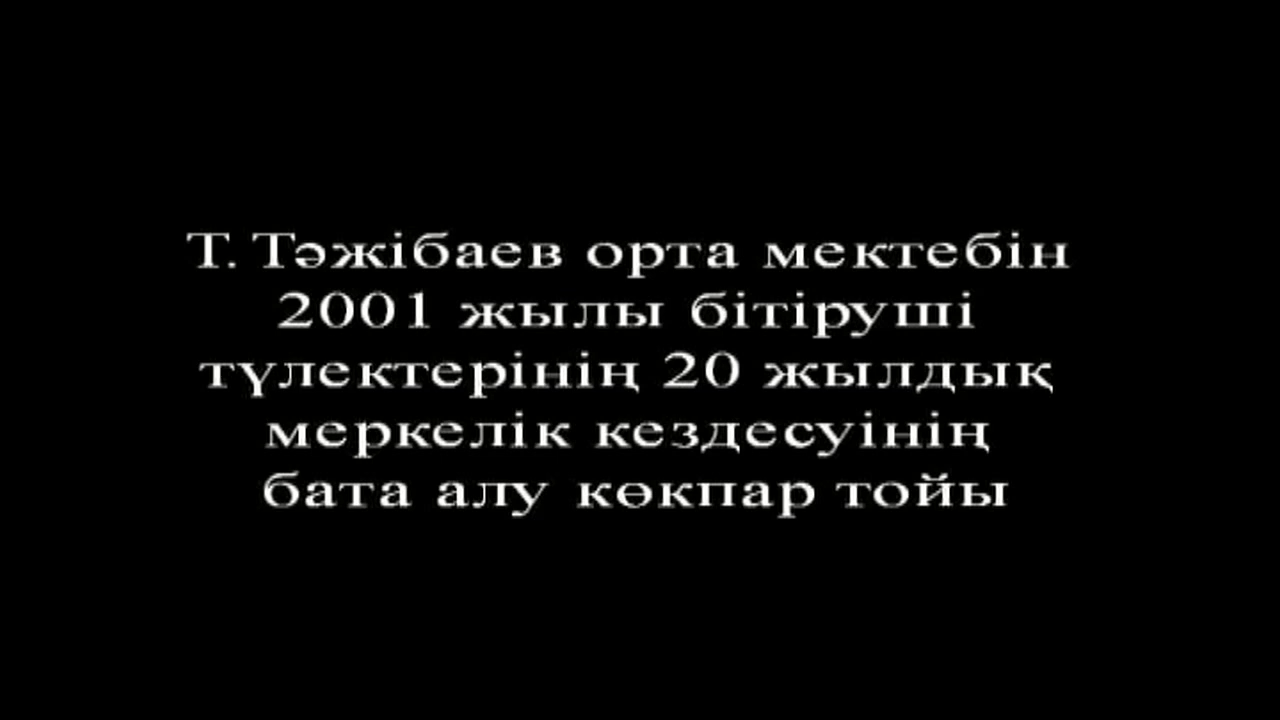 Т. Тәжібаев орта мектебін
2001 жылы бітіруші
түлектерінің 20 жылдық
меркелік кездесуінің
бата алу көкпар тойы